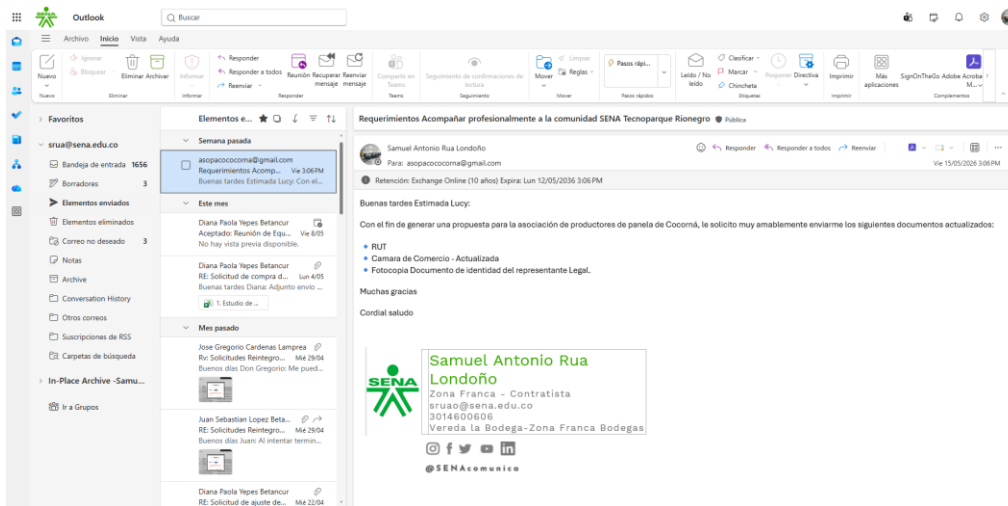 Outlook
Buscar
Archivo Inicio Vista Ayuda
Nuevo
Ignorar
Bloquear
Eliminar Archivar
Informar
Responder
Responder a todos
Reenviar
Reunión Recuperar Reenviar
mensaje mensaje
Compartir en
Teams
Seguimiento de confirmaciones de
lectura
Mover
Limpiar
Reglas
Pasos rápi...
Leído / No
leído
Clasificar
Marcar
Chincheta
Posponer Directiva
Imprimir
Más
aplicaciones
SignOnTheGo Adobe Acroba
M...
Nuevo Eliminar Informar Responder Teams Seguimiento Mover Pasos rápidos Etiquetas Imprimir Complementos
Favoritos
srua@sena.edu.co
Bandeja de entrada 1656
Borradores 3
Elementos enviados
Elementos eliminados
Correo no deseado 3
Notas
Archive
Conversation History
Otros correos
Suscripciones de RSS
Carpetas de búsqueda
In-Place Archive -Samu...
Ir a Grupos
Elementos e...
Semana pasada
asopacococorna@gmail.com
Requerimientos Acomp... Vie 3:06PM
Buenas tardes Estimada Lucy: Con el...
Este mes
Diana Paola Yepes Betancur
Aceptado: Reunión de Equ... Vie 8/05
No hay vista previa disponible.
Diana Paola Yepes Betancur
RE: Solicitud de compra d... Lun 4/05
Buenas tardes Diana: Adjunto envío ...
1. Estudio de ...
Mes pasado
Jose Gregorio Cardenas Lamprea
Rv: Solicitudes Reintegro... Mié 29/04
Buenos días Don Gregorio: Me pued...
Juan Sebastian Lopez Beta...
RE: Solicitudes Reintegro... Mié 29/04
Buenos días Juan: Al intentar termin...
Diana Paola Yepes Betancur
RE: Solicitud de ajuste de... Mié 22/04
Requerimientos Acompañar profesionalmente a la comunidad SENA Tecnoparque Rionegro Pública
Samuel Antonio Rua Londoño
Para: asopacococorna@gmail.com
Responder Responder a todos Reenviar
Vie 15/05/2026 3:06PM
Retención: Exchange Online (10 años) Expira: Lun 12/05/2036 3:06PM
Buenas tardes Estimada Lucy:
Con el fin de generar una propuesta para la asociación de productores de panela de Cocorná, le solicito muy amablemente enviarme los siguientes documentos actualizados:
RUT
Camara de Comercio - Actualizada
Fotocopia Documento de identidad del representante Legal.
Muchas gracias
Cordial saludo
SENA
Samuel Antonio Rua
Londoño
Zona Franca - Contratista
sruao@sena.edu.co
3014600606
Vereda la Bodega-Zona Franca Bodegas
@SENAcomunica